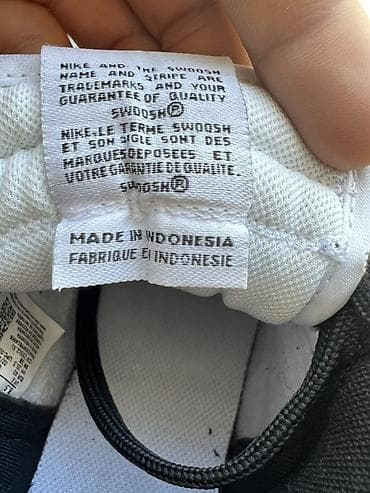 NIKE AND THE SWOOSH
NAME AND STRIPE ARE
TRADEMARKS AND YOUR
GUARANTEE OF QUALITY
SWOOSH®
NIKE, LE TERME SWOOSH
ET SON SIGLE SONT DES
MARQUES DEPOSEES ET
VOTRE GARANTIE DE QUALITE.
SWOOSH®
MADE IN INDONESIA
FABRIQUE EN INDONESIE